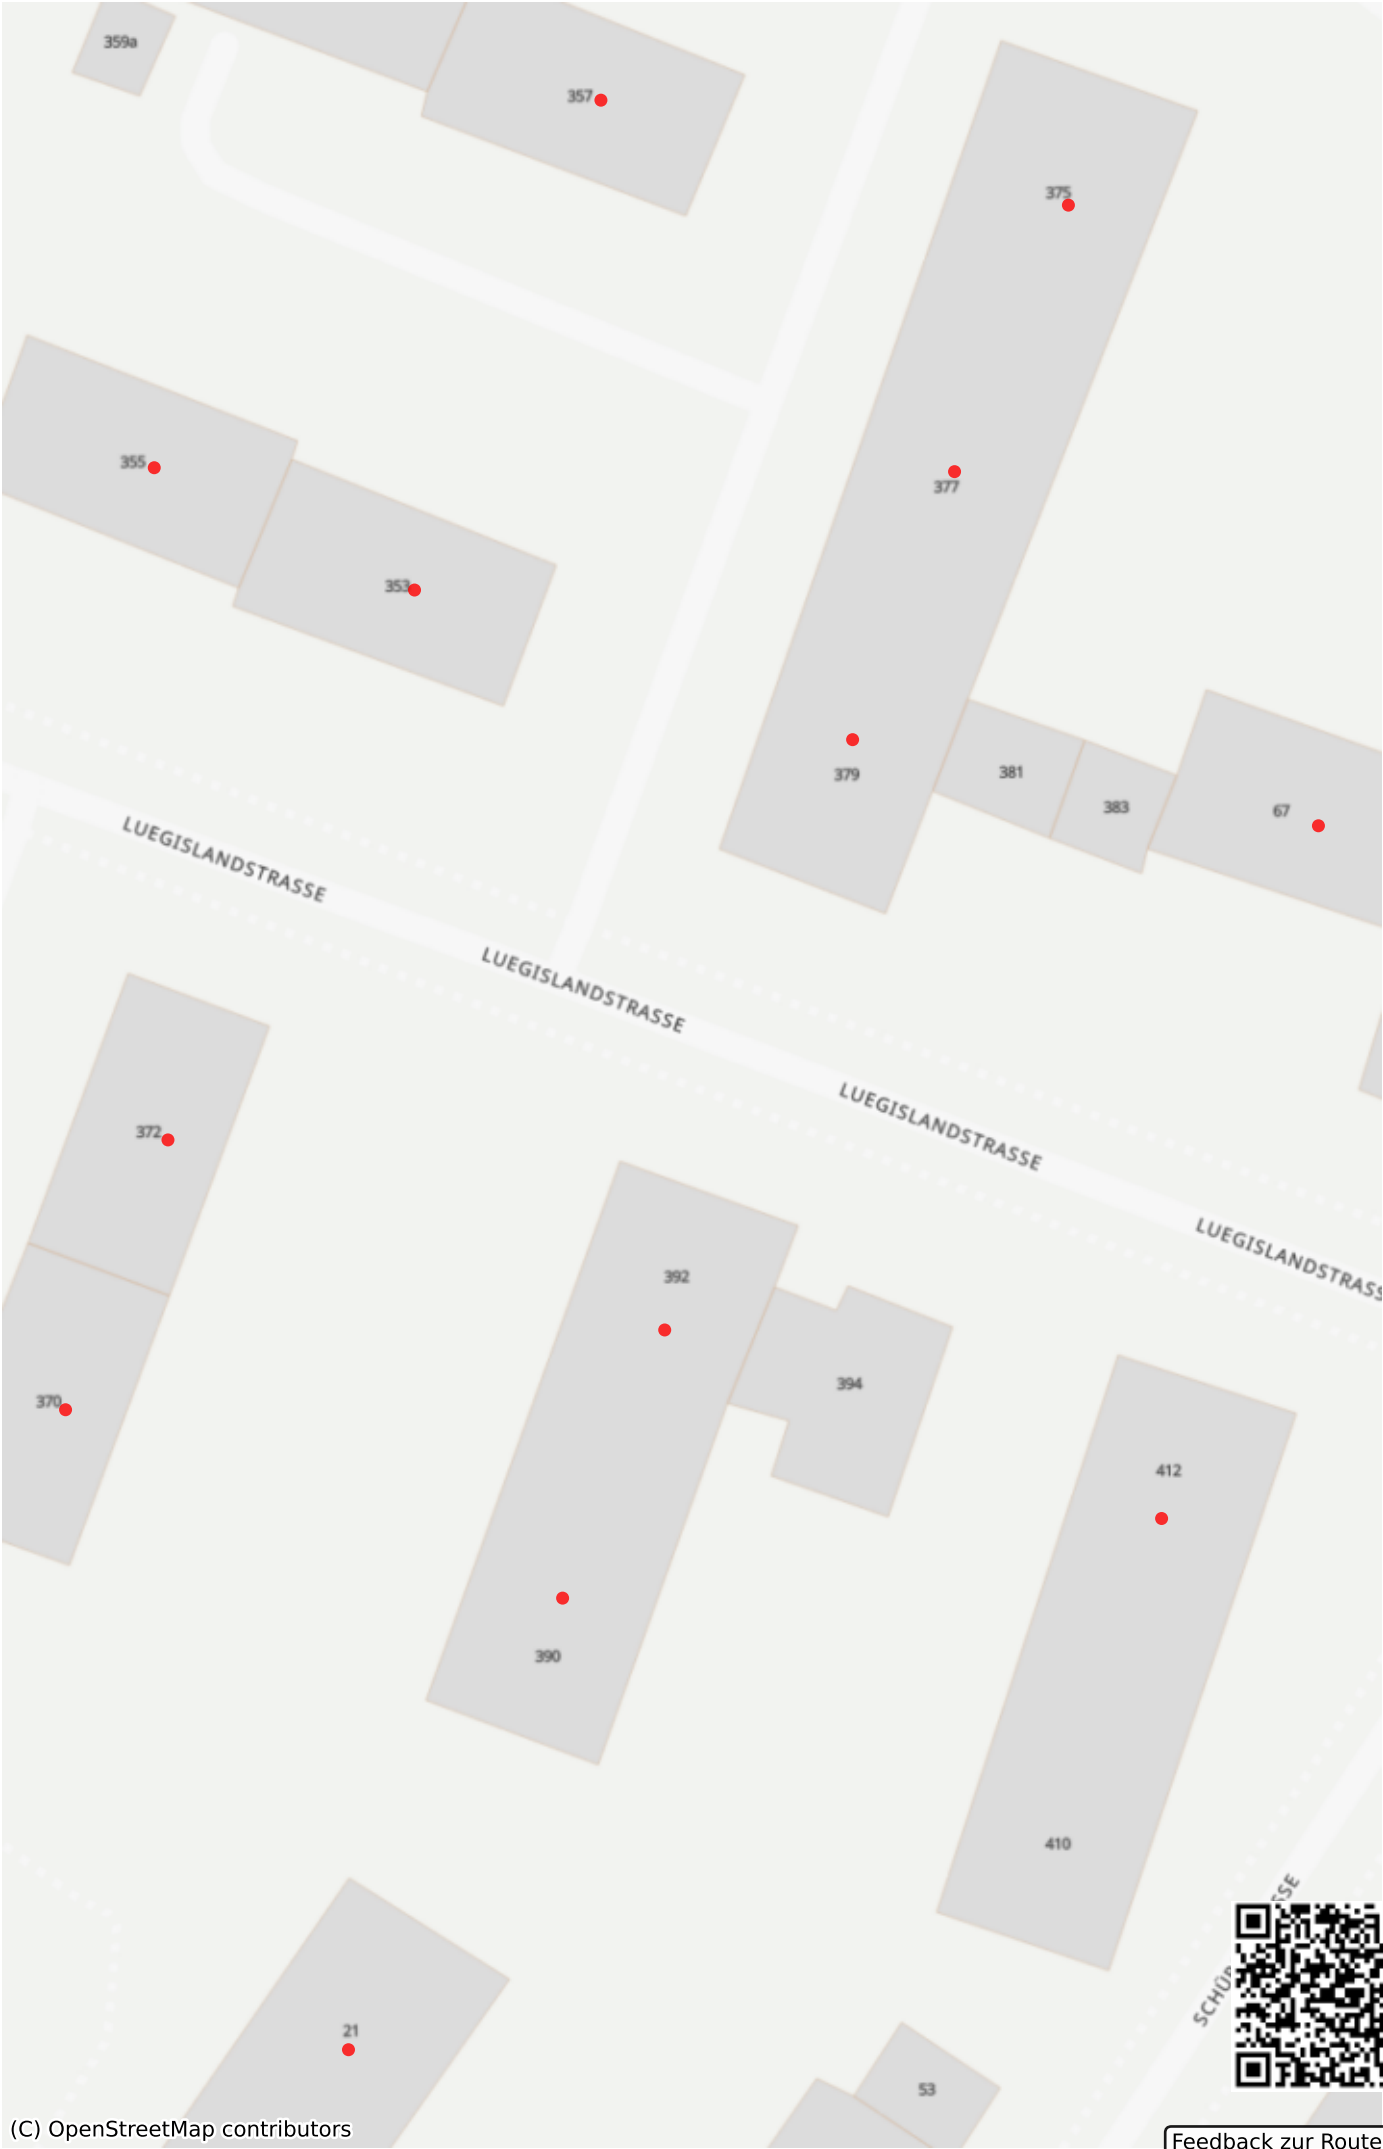 359a
357
375
355
377
353
379
381
383
67
LUEGISLANDSTRASSE
LUEGISLANDSTRASSE
LUEGISLANDSTRASSE
LUEGISLANDSTRASS
372
392
394
370
412
390
410
21
53
(C) OpenStreetMap contributors
Feedback zur Route